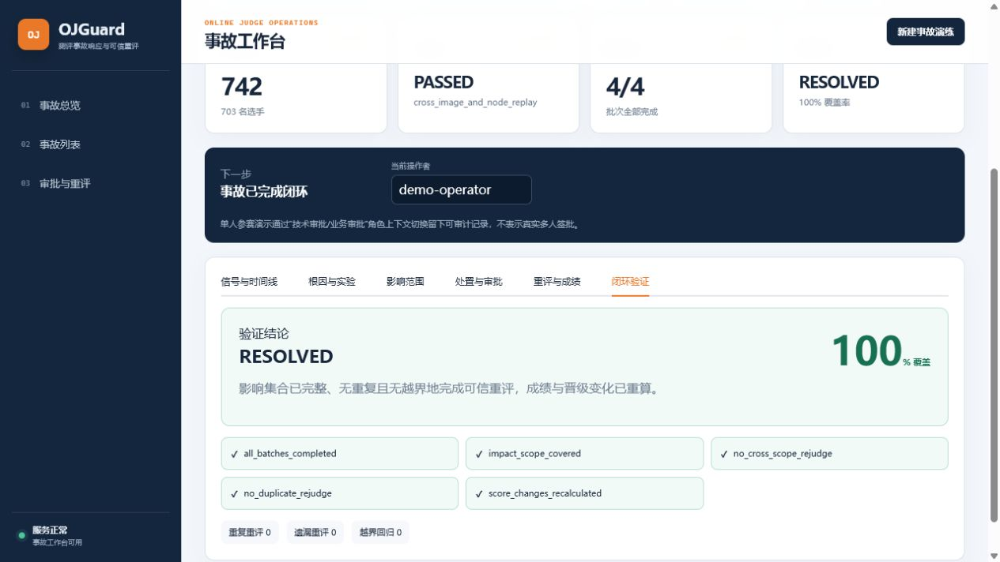 OJ
OJGuard
测评事故响应与可信重评
01 事故总览
02 事故列表
03 审批与重评
服务正常
事故工作台可用
ONLINE JUDGE OPERATIONS
事故工作台
新建事故演练
742
703 名选手
PASSED
cross_image_and_node_replay
4/4
批次全部完成
RESOLVED
100% 覆盖率
下一步
事故已完成闭环
当前操作者
demo-operator
单人参赛演示通过“技术审批/业务审批”角色上下文切换留下可审计记录，不表示真实多人签批。
信号与时间线
根因与实验
影响范围
处置与审批
重评与成绩
闭环验证
验证结论
RESOLVED
影响集合已完整、无重复且无越界地完成可信重评，成绩与晋级变化已重算。
100% 覆盖
✓ all_batches_completed
✓ impact_scope_covered
✓ no_cross_scope_rejudge
✓ no_duplicate_rejudge
✓ score_changes_recalculated
重复重评 0
遗漏重评 0
越界回归 0